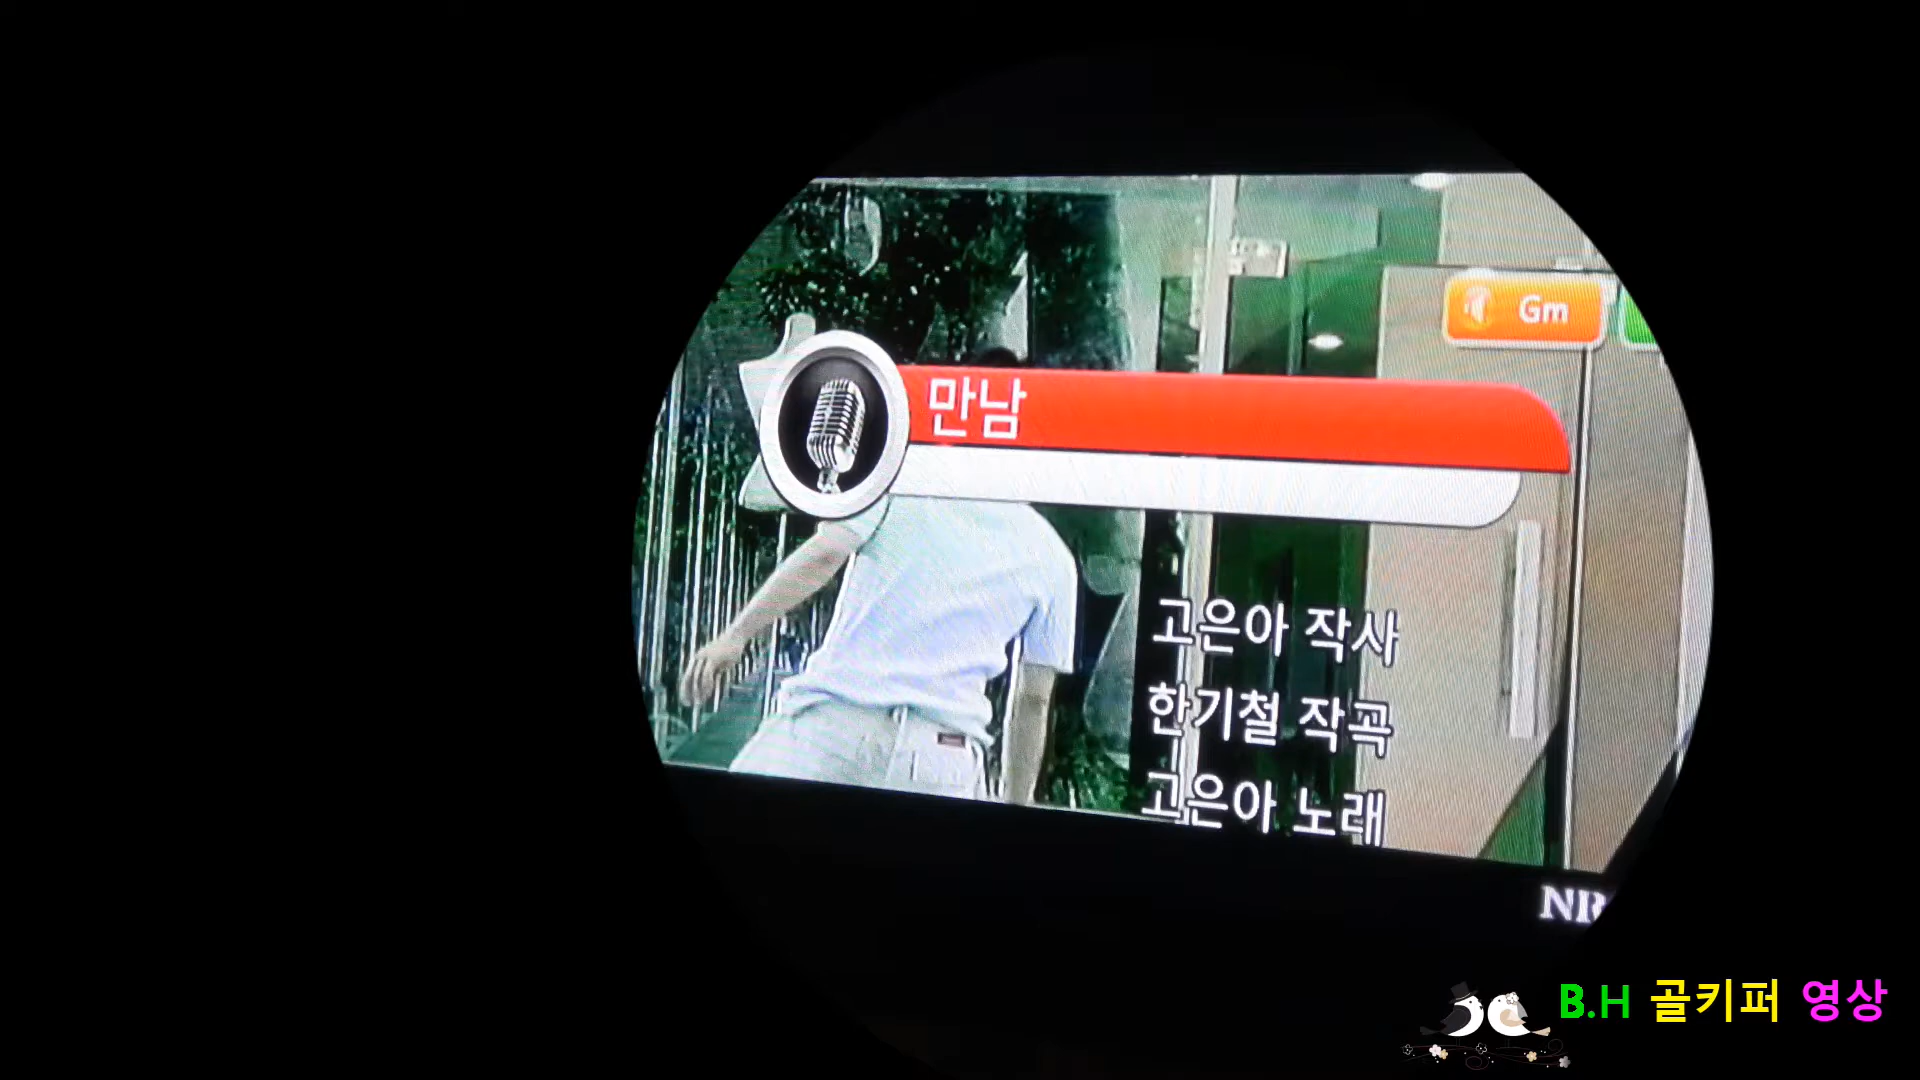 Gm
만남
고은아 작사
한기철 작곡
고은아 노래
B.H 골키퍼 영상